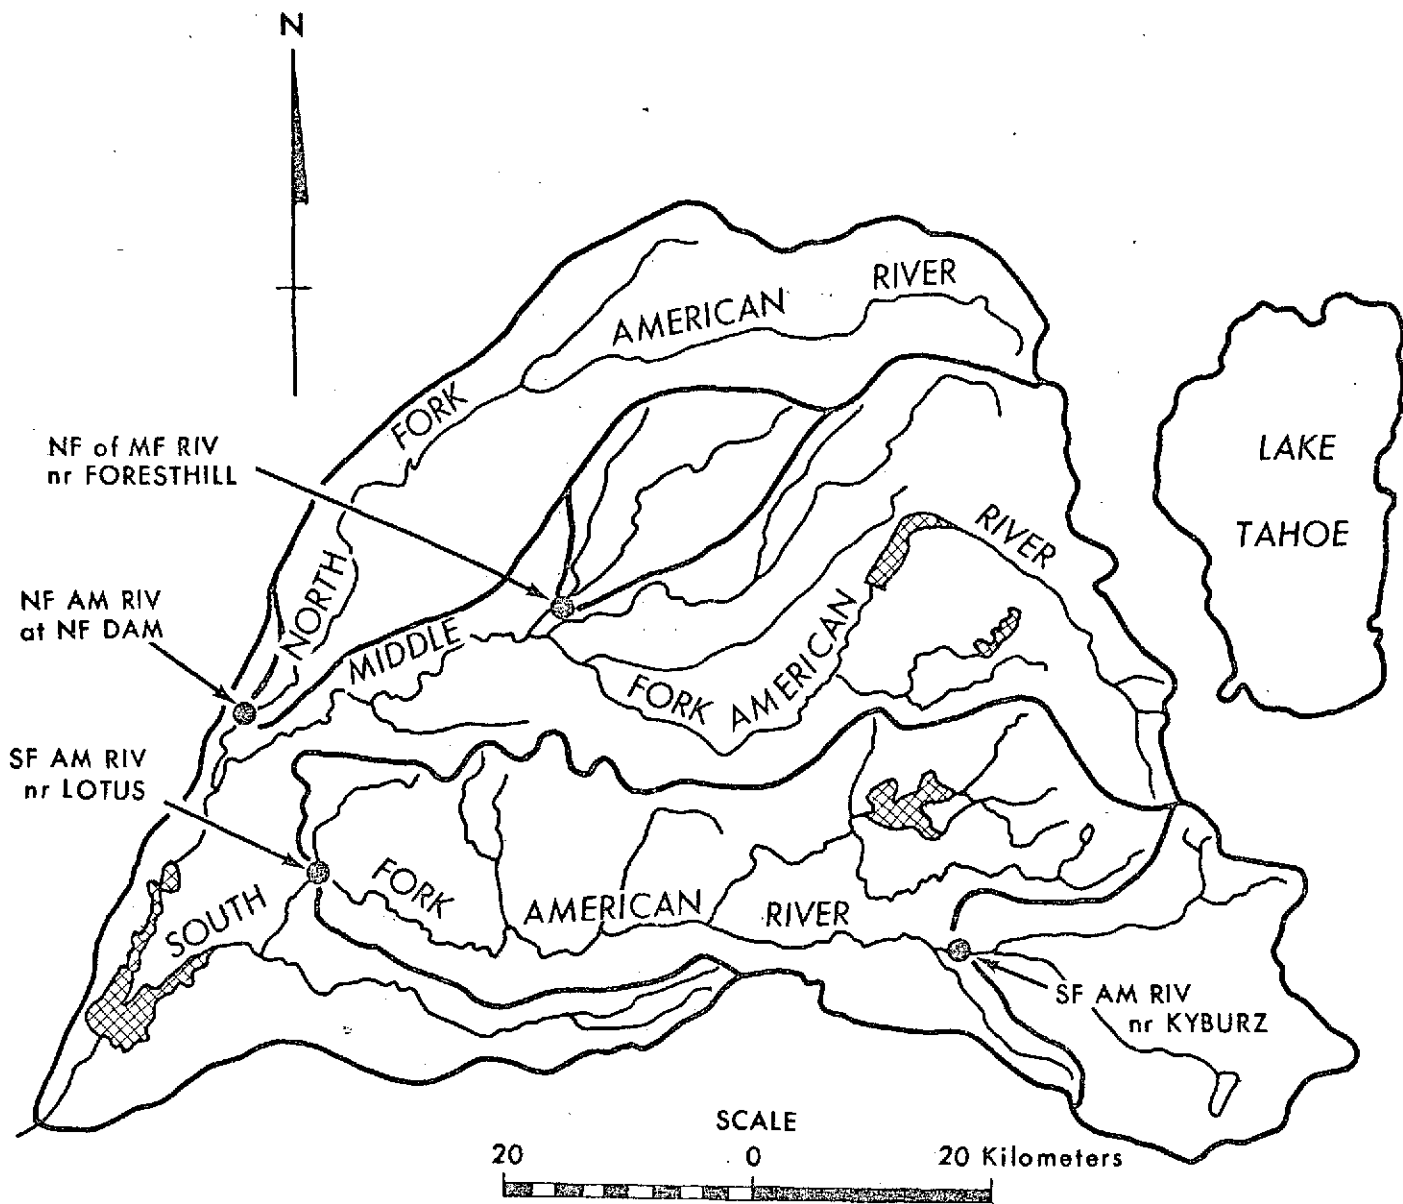 N
RIVER
AMERICAN
FORK
NORTH
NF of MF RIV
nr FORESTHILL
LAKE
TAHOE
RIVER
AMERICAN
FORK
MIDDLE
NF AM RIV
at NF DAM
SF AM RIV
nr LOTUS
SOUTH
FORK
AMERICAN
RIVER
SF AM RIV
nr KYBURZ
SCALE
20 0 20 Kilometers